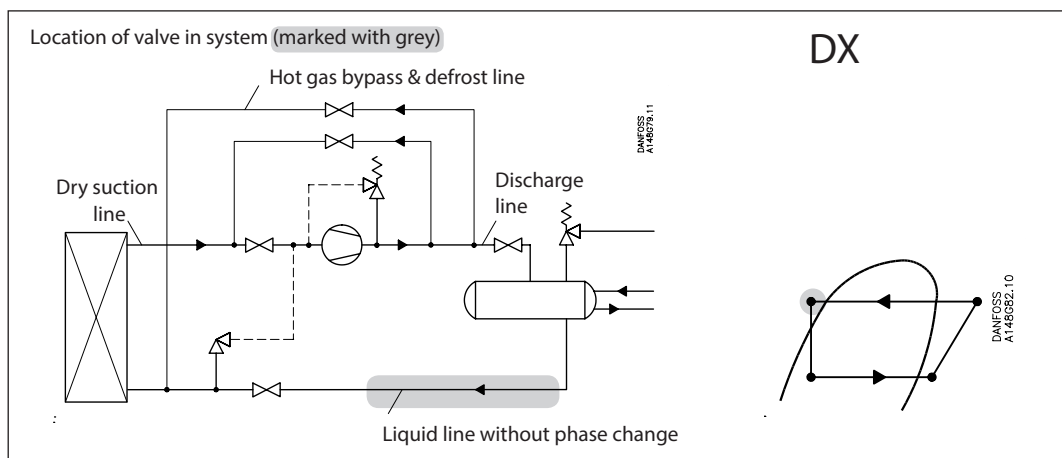 Location of valve in system (marked with grey)
DX
Hot gas bypass & defrost line
DANFOSS
A148G79.11
Dry suction
line
Discharge
line
DANFOSS
A148G82.10
Liquid line without phase change